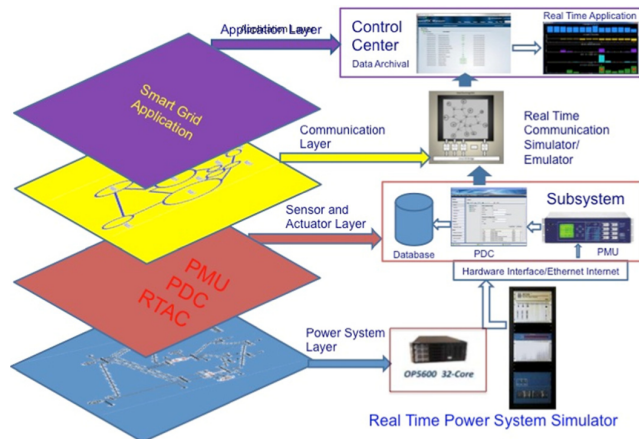 Application Layer
Control
Center
Data Archival
Real Time Application
Smart Grid
Application
Communication
Layer
Real Time
Communication
Simulator/
Emulator
Sensor and
Actuator Layer
Subsystem
Database
PDC
PMU
PMU
PDC
RTAC
Hardware Interface/Ethernet Internet
Power System
Layer
OP5600 32-Core
Real Time Power System Simulator